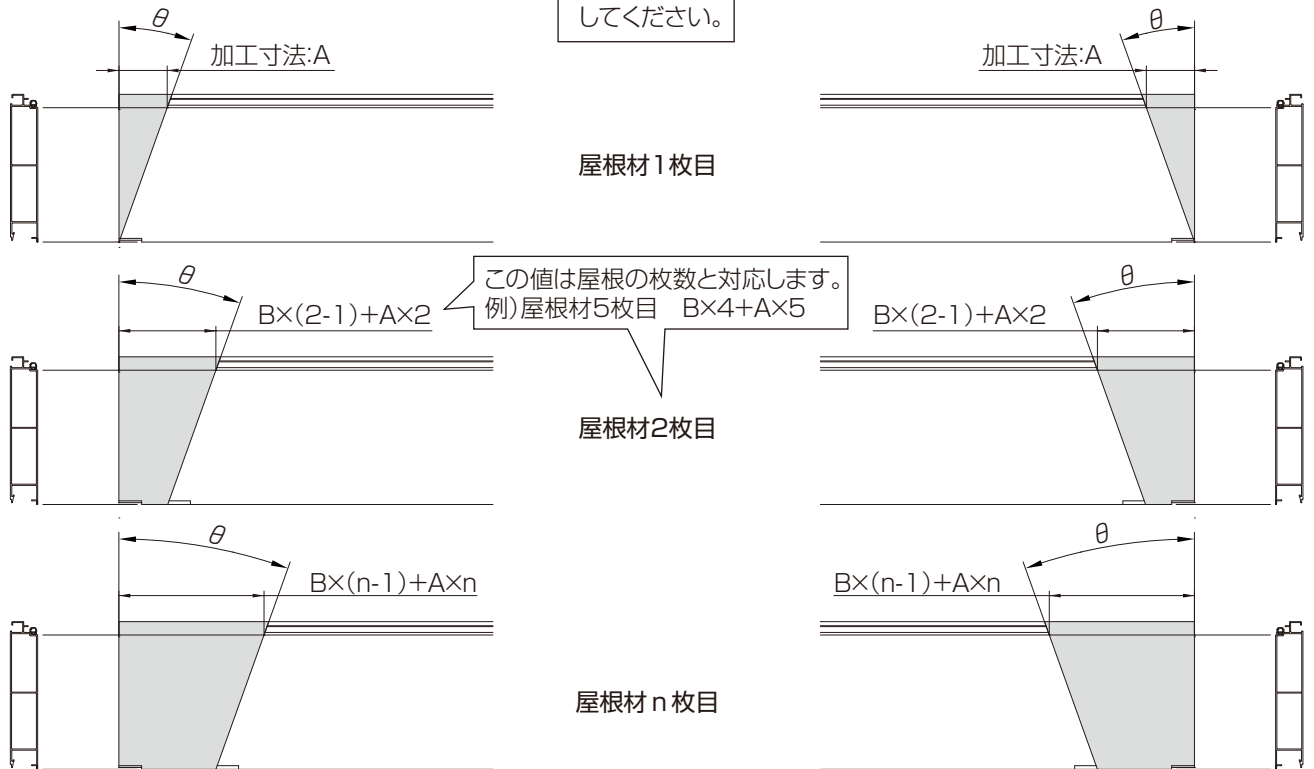 してください。
θ
θ
加工寸法:A
加工寸法:A
屋根材1枚目
θ
θ
この値は屋根の枚数と対応します。
例)屋根材5枚目 B×4+A×5
B×(2-1)+A×2
B×(2-1)+A×2
屋根材2枚目
θ
θ
B×(n-1)+A×n
B×(n-1)+A×n
屋根材n枚目